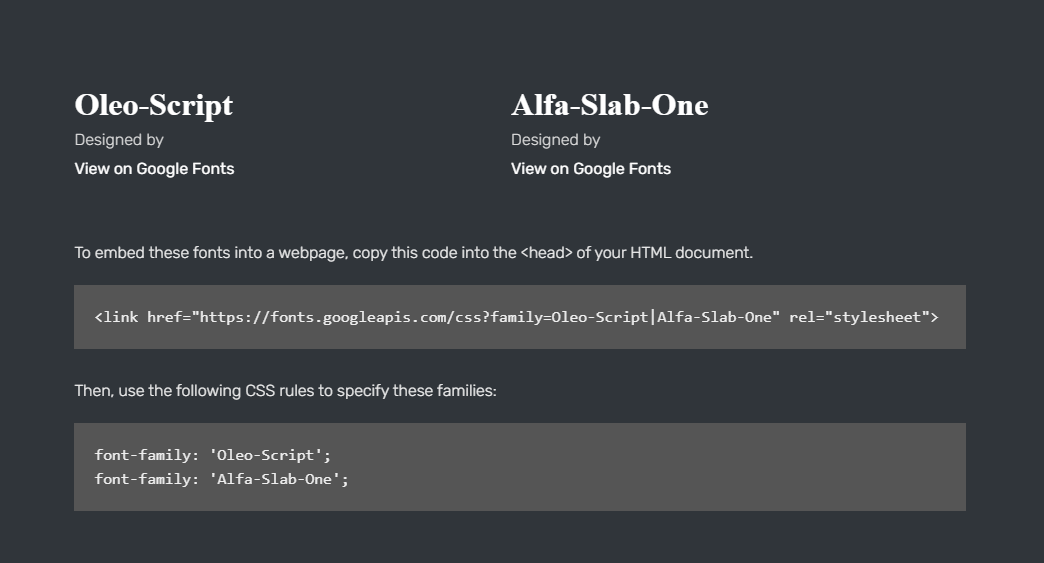 Oleo-Script
Designed by
View on Google Fonts
Alfa-Slab-One
Designed by
View on Google Fonts
To embed these fonts into a webpage, copy this code into the <head> of your HTML document.
<link href="https://fonts.googleapis.com/css?family=Oleo-Script|Alfa-Slab-One" rel="stylesheet">
Then, use the following CSS rules to specify these families:
font-family: 'Oleo-Script';
font-family: 'Alfa-Slab-One';